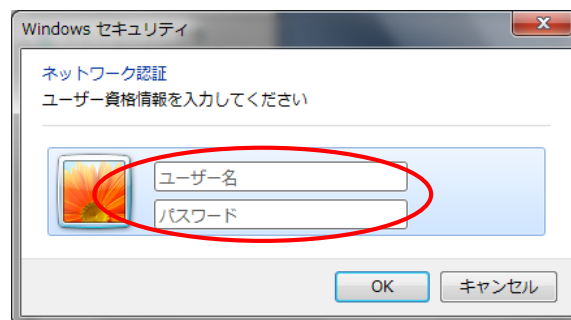 Windows セキュリティ
ネットワーク認証
ユーザー資格情報を入力してください
ユーザー名
パスワード
OK キャンセル